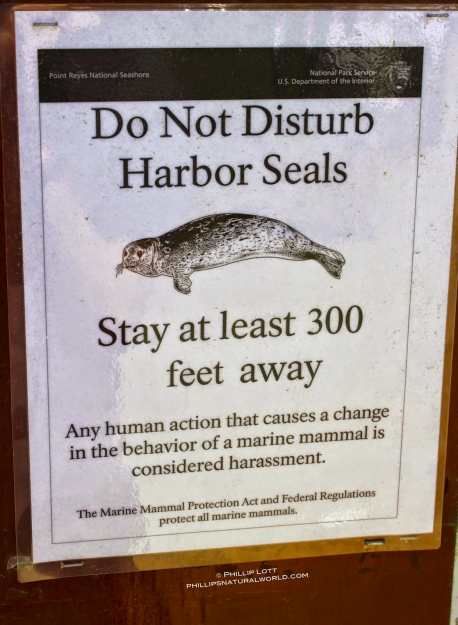 Point Reyes National Seashore
National Park Service
U.S. Department of the Interior
Do Not Disturb
Harbor Seals
Stay at least 300
feet away
Any human action that causes a change
in the behavior of a marine mammal is
considered harassment.
The Marine Mammal Protection Act and Federal Regulations
protect all marine mammals.
© Phillip Lott
phillipsnaturalworld.com